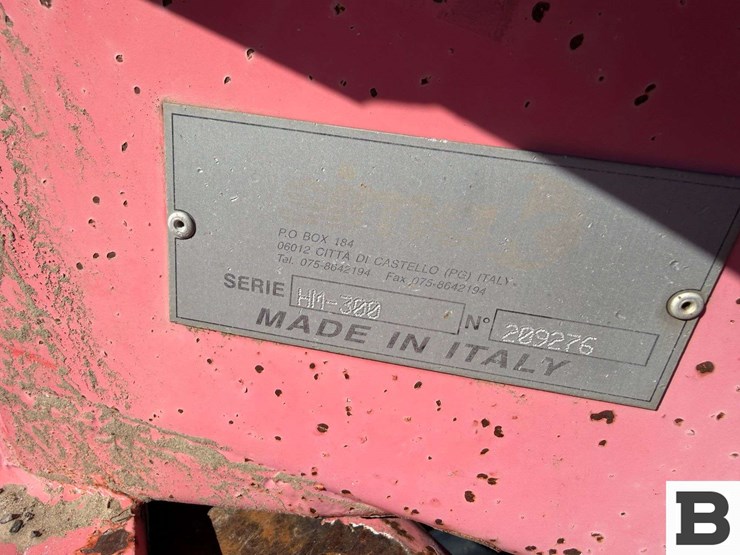 P.O BOX 184
06012 CITTÀ DI CASTELLO (PG) ITALY.
Tel. 075-8642194 Fax 075-8642194
SERIE HM-300 N° 209276
MADE IN ITALY
B